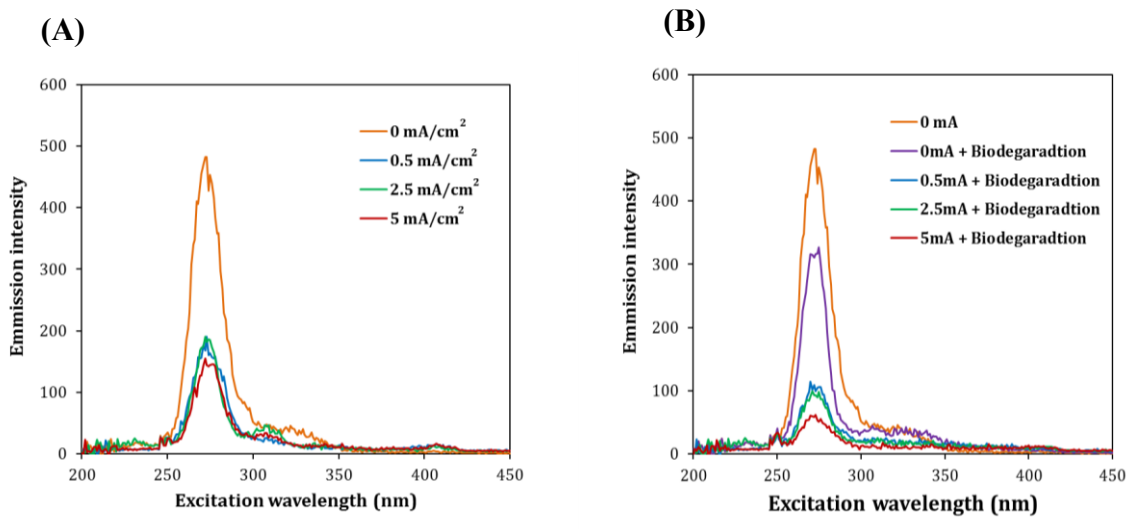 (A)
600
500
400
300
200
100
0
200
250
300
350
400
450
Emmission intensity
Excitation wavelength (nm)
0 mA/cm²
0.5 mA/cm²
2.5 mA/cm²
5 mA/cm²
(B)
600
500
400
300
200
100
0
200
250
300
350
400
450
Emmission intensity
Excitation wavelength (nm)
0 mA
0mA + Biodegaradtion
0.5mA + Biodegaradtion
2.5mA + Biodegaradtion
5mA + Biodegaradtion